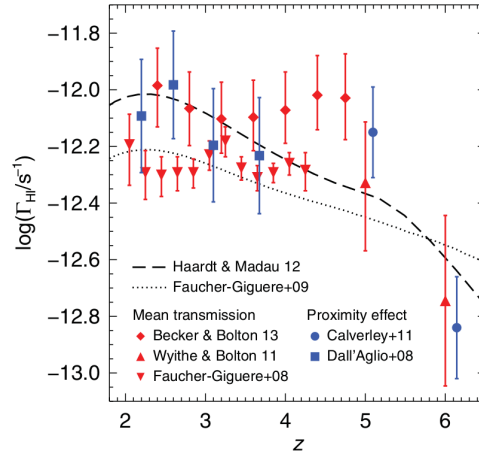 -11.8
-12.0
-12.2
-12.4
-12.6
-12.8
-13.0
log(Γ_HI/s⁻¹)
Haardt & Madau 12
Faucher-Giguere+09
Mean transmission
Becker & Bolton 13
Wyithe & Bolton 11
Faucher-Giguere+08
Proximity effect
Calverley+11
Dall'Aglio+08
2 3 4 5 6
z